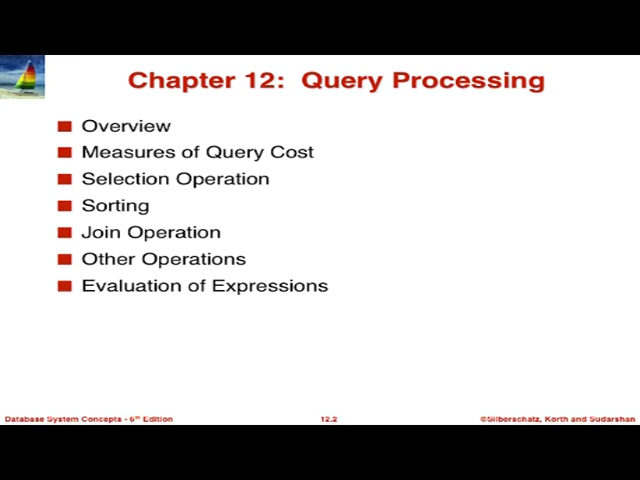 Chapter 12: Query Processing
Overview
Measures of Query Cost
Selection Operation
Sorting
Join Operation
Other Operations
Evaluation of Expressions
Database System Concepts - 6th Edition
12.2
©Silberschatz, Korth and Sudarshan